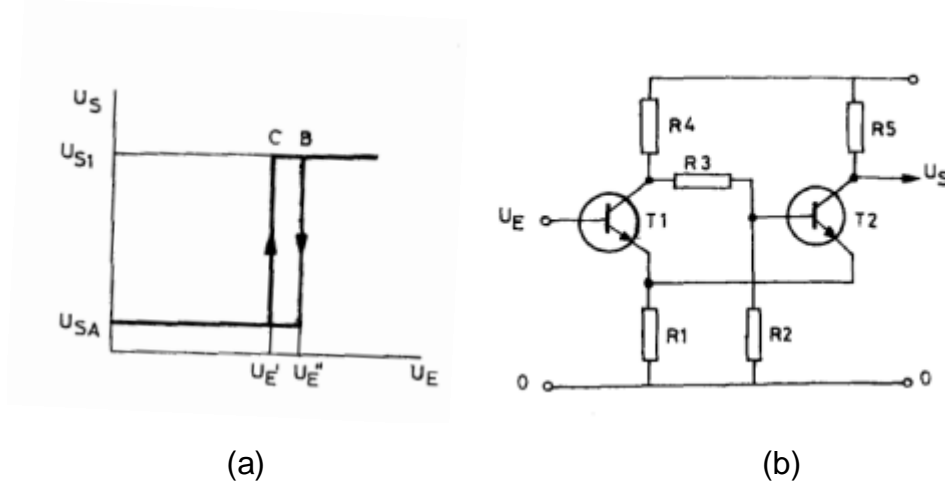 U_S
C B
U_S1
U_SA
U_E' U_E'' U_E
(a)
R4
R5
R3
U_S
U_E
T1
T2
R1
R2
0
0
(b)